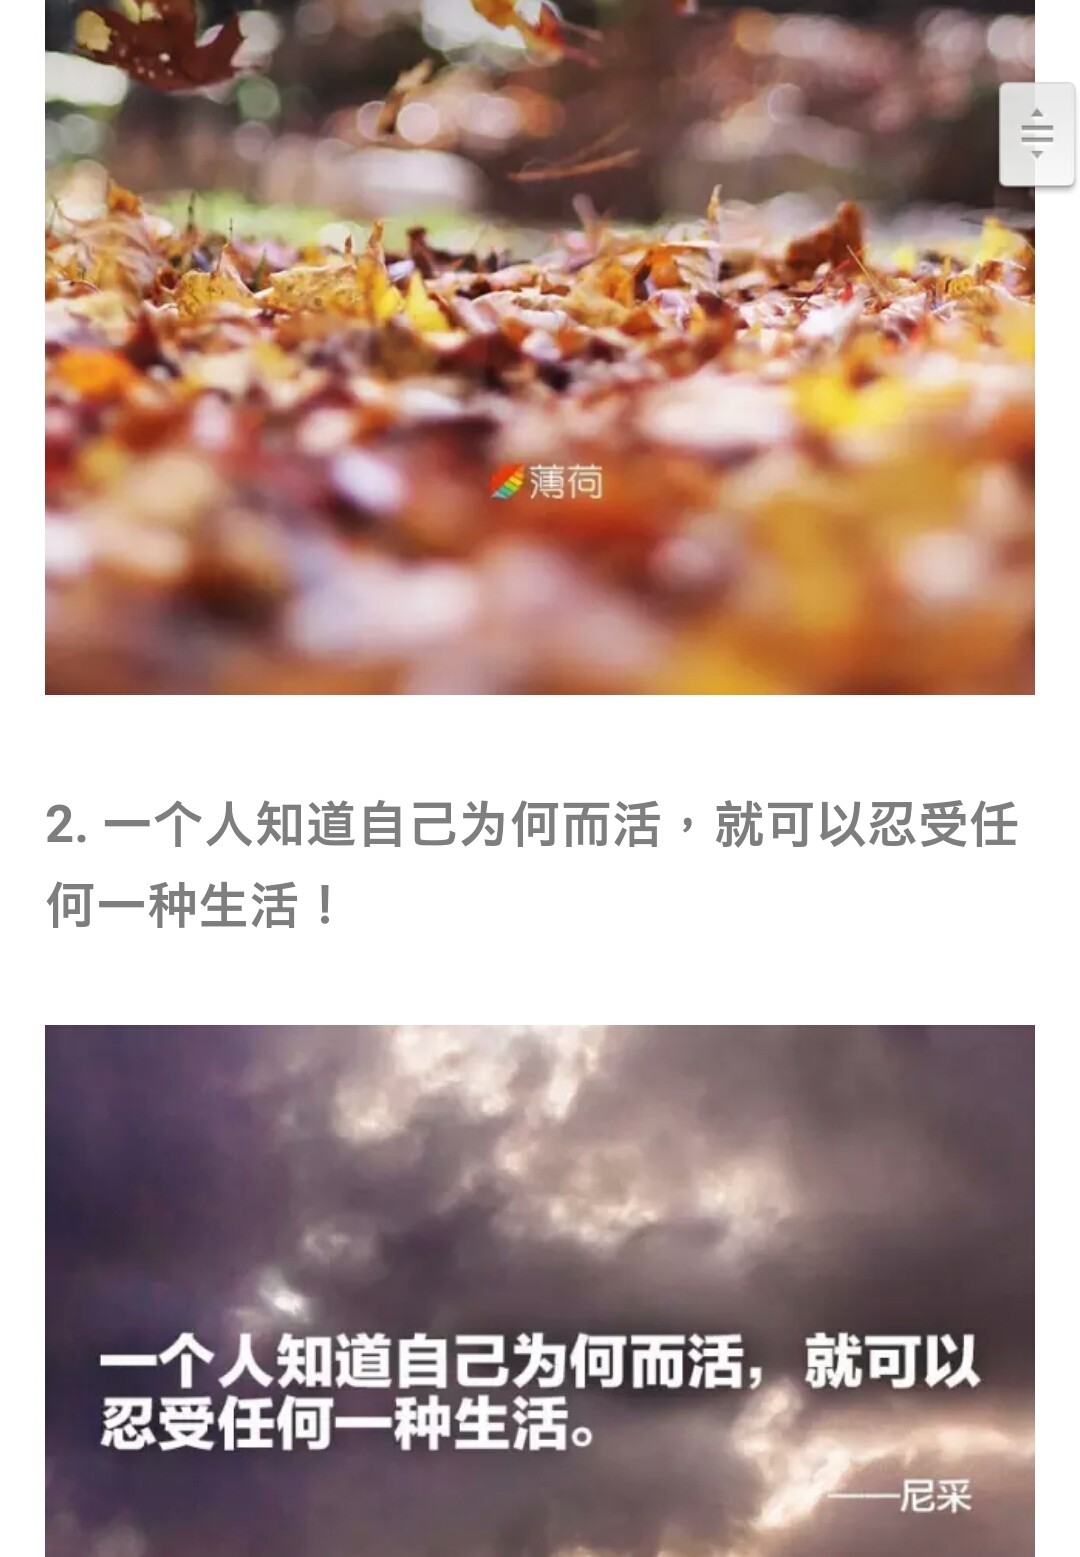 薄荷
2. 一个人知道自己为何而活，就可以忍受任
何一种生活！
一个人知道自己为何而活，就可以
忍受任何一种生活。
——尼采